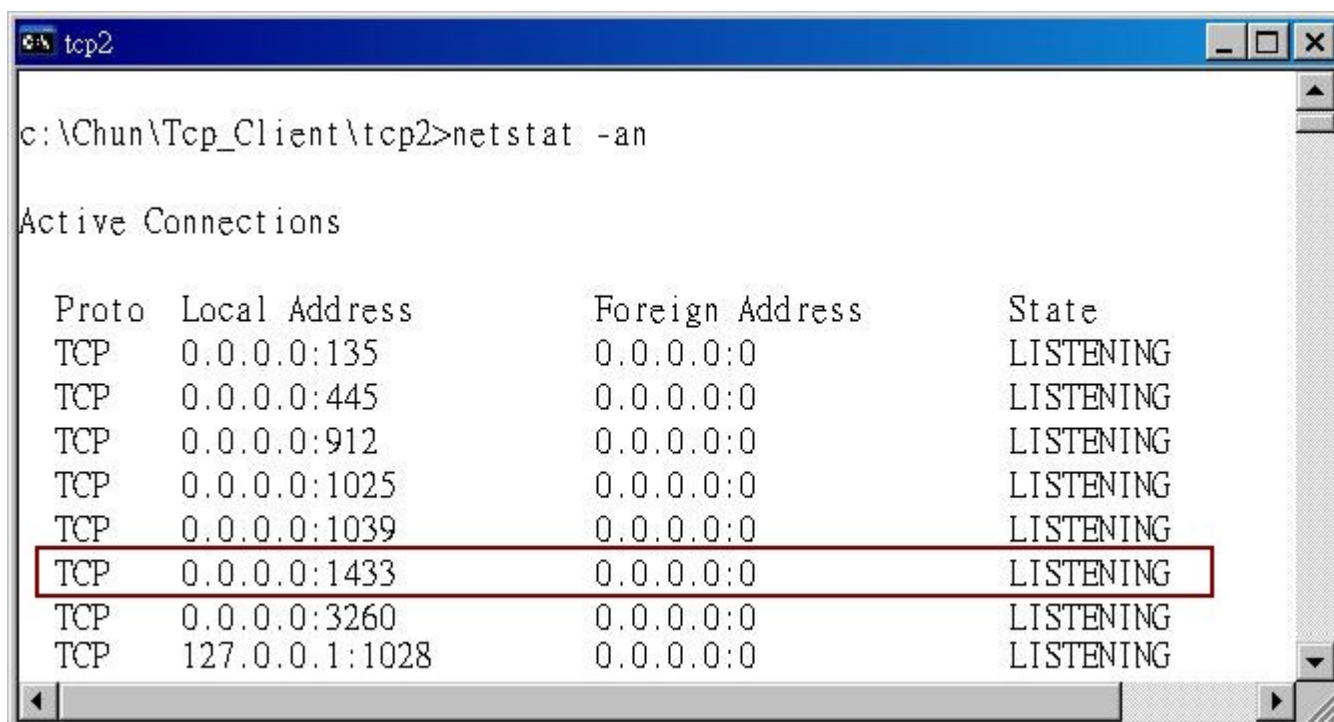 tcp2
c:\Chun\Tcp_Client\tcp2>netstat -an
Active Connections
Proto Local Address Foreign Address State
TCP 0.0.0.0:135 0.0.0.0:0 LISTENING
TCP 0.0.0.0:445 0.0.0.0:0 LISTENING
TCP 0.0.0.0:912 0.0.0.0:0 LISTENING
TCP 0.0.0.0:1025 0.0.0.0:0 LISTENING
TCP 0.0.0.0:1039 0.0.0.0:0 LISTENING
TCP 0.0.0.0:1433 0.0.0.0:0 LISTENING
TCP 0.0.0.0:3260 0.0.0.0:0 LISTENING
TCP 127.0.0.1:1028 0.0.0.0:0 LISTENING